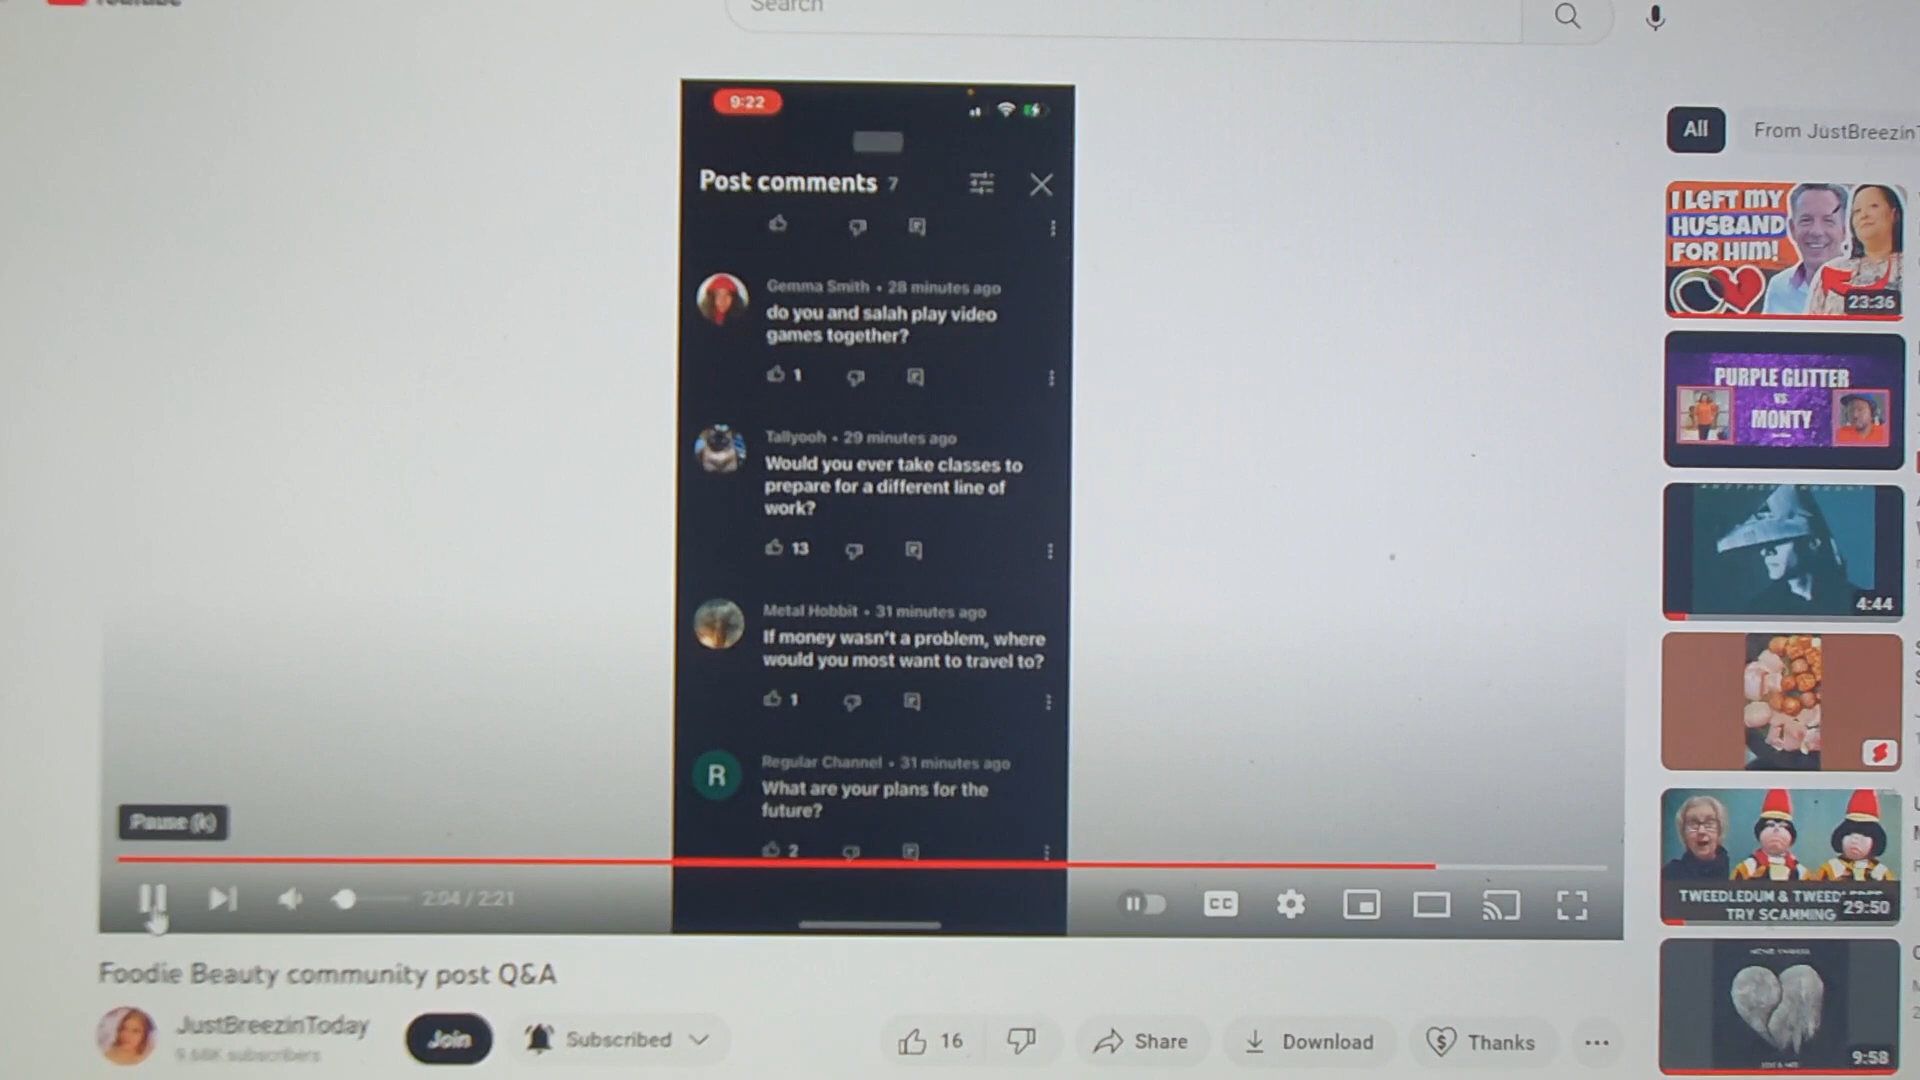 Search
9:22
Post comments 7
Gemma Smith • 28 minutes ago
do you and salah play video
games together?
1
Tallyooh • 29 minutes ago
Would you ever take classes to
prepare for a different line of
work?
13
Metal Hobbit • 31 minutes ago
If money wasn't a problem, where
would you most want to travel to?
1
R
Regular Channel • 31 minutes ago
What are your plans for the
future?
2
Pause (k)
2:04 / 2:21
CC
Foodie Beauty community post Q&A
JustBreezinToday
9.68K subscribers
Join
Subscribed
16
Share
Download
Thanks
All
From JustBreezin
I LEFT MY
HUSBAND
FOR HIM!
23:36
PURPLE GLITTER
VS.
MONTY
4:44
TWEEDLEDUM & TWEED
TRY SCAMMING
29:50
9:58